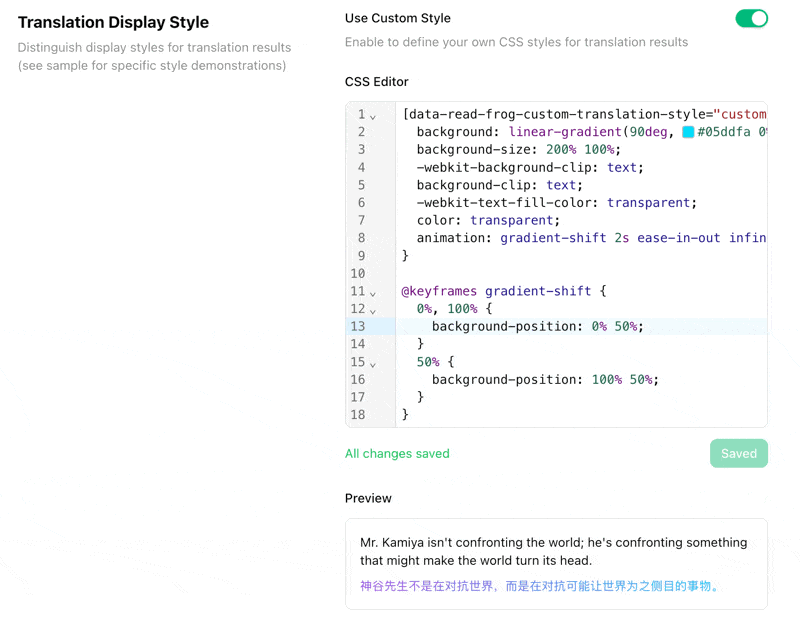 Translation Display Style
Distinguish display styles for translation results
(see sample for specific style demonstrations)
Use Custom Style
Enable to define your own CSS styles for translation results
CSS Editor
1 [data-read-frog-custom-translation-style="custom
2 background: linear-gradient(90deg, #05ddfa 0%
3 background-size: 200% 100%;
4 -webkit-background-clip: text;
5 background-clip: text;
6 -webkit-text-fill-color: transparent;
7 color: transparent;
8 animation: gradient-shift 2s ease-in-out infin
9 }
10
11 @keyframes gradient-shift {
12 0%, 100% {
13 background-position: 0% 50%;
14 }
15 50% {
16 background-position: 100% 50%;
17 }
18 }
All changes saved
Saved
Preview
Mr. Kamiya isn't confronting the world; he's confronting something
that might make the world turn its head.
神谷先生不是在对抗世界，而是在对抗可能让世界为之侧目的事物。